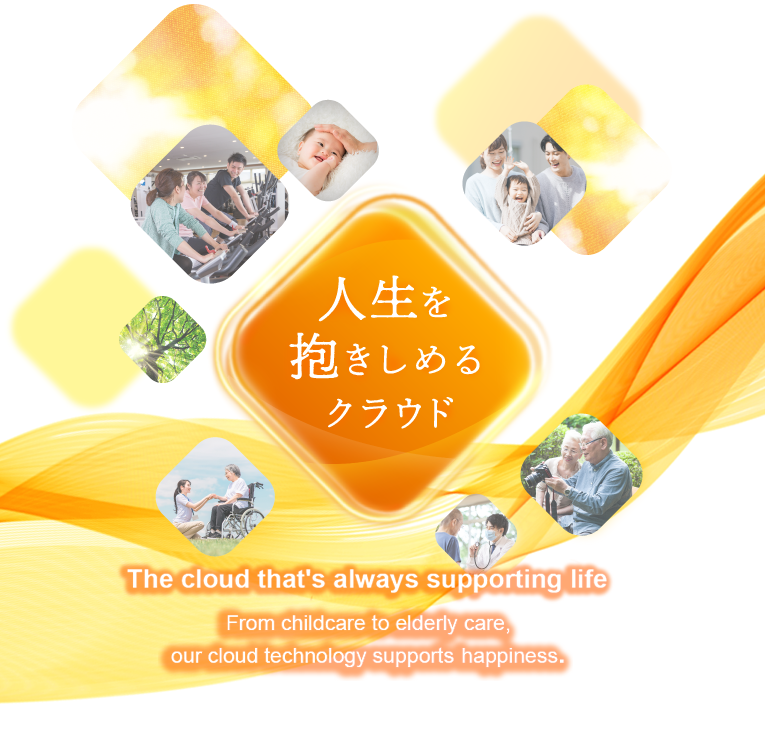 人生を
抱きしめる
クラウド
The cloud that's always supporting life
From childcare to elderly care,
our cloud technology supports happiness.